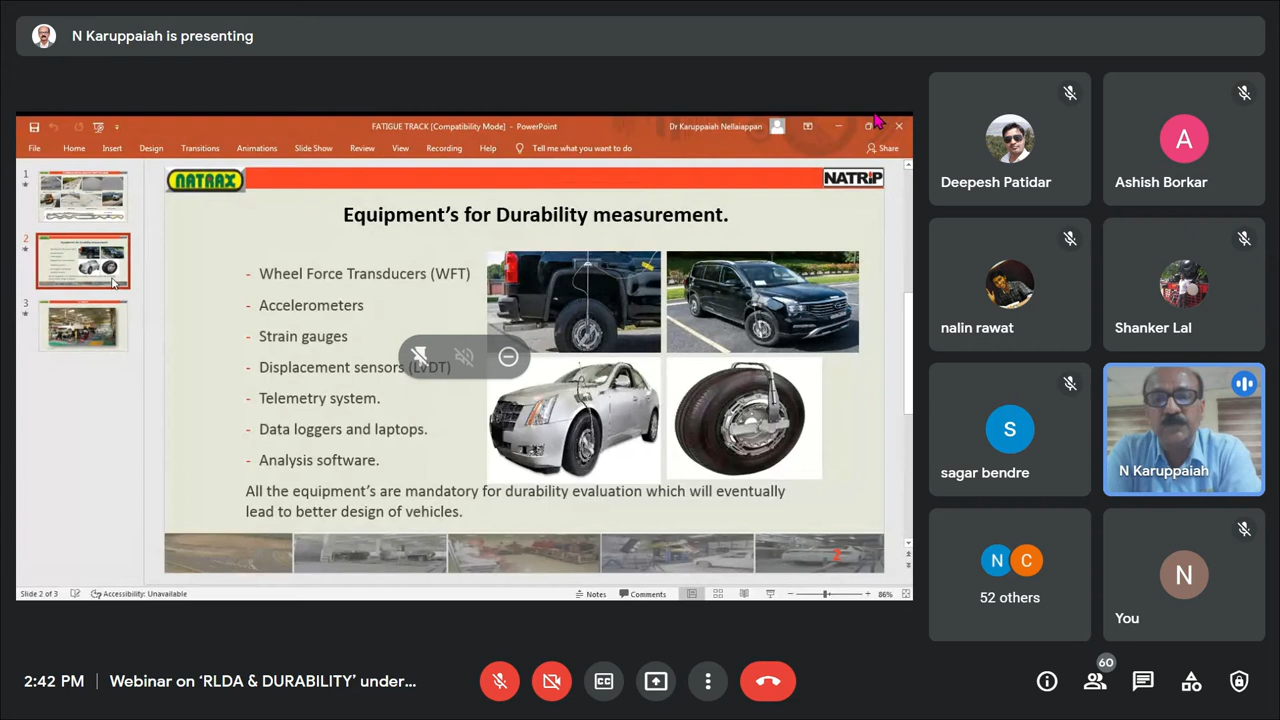 N Karuppaiah is presenting
FATIGUE TRACK [Compatibility Mode] - PowerPoint
Dr Karuppaiah Nellaiappan
File Home Insert Design Transitions Animations Slide Show Review View Recording Help Tell me what you want to do
Share
1
2
3
NATRAX
NATRiP
Equipment's for Durability measurement.
- Wheel Force Transducers (WFT)
- Accelerometers
- Strain gauges
- Displacement sensors (LVDT)
- Telemetry system.
- Data loggers and laptops.
- Analysis software.
All the equipment's are mandatory for durability evaluation which will eventually
lead to better design of vehicles.
2
Slide 2 of 3
Accessibility: Unavailable
Notes
Comments
86%
Deepesh Patidar
A
Ashish Borkar
nalin rawat
Shanker Lal
S
sagar bendre
N Karuppaiah
N C
52 others
N
You
2:42 PM | Webinar on ‘RLDA & DURABILITY’ under...
CC
60